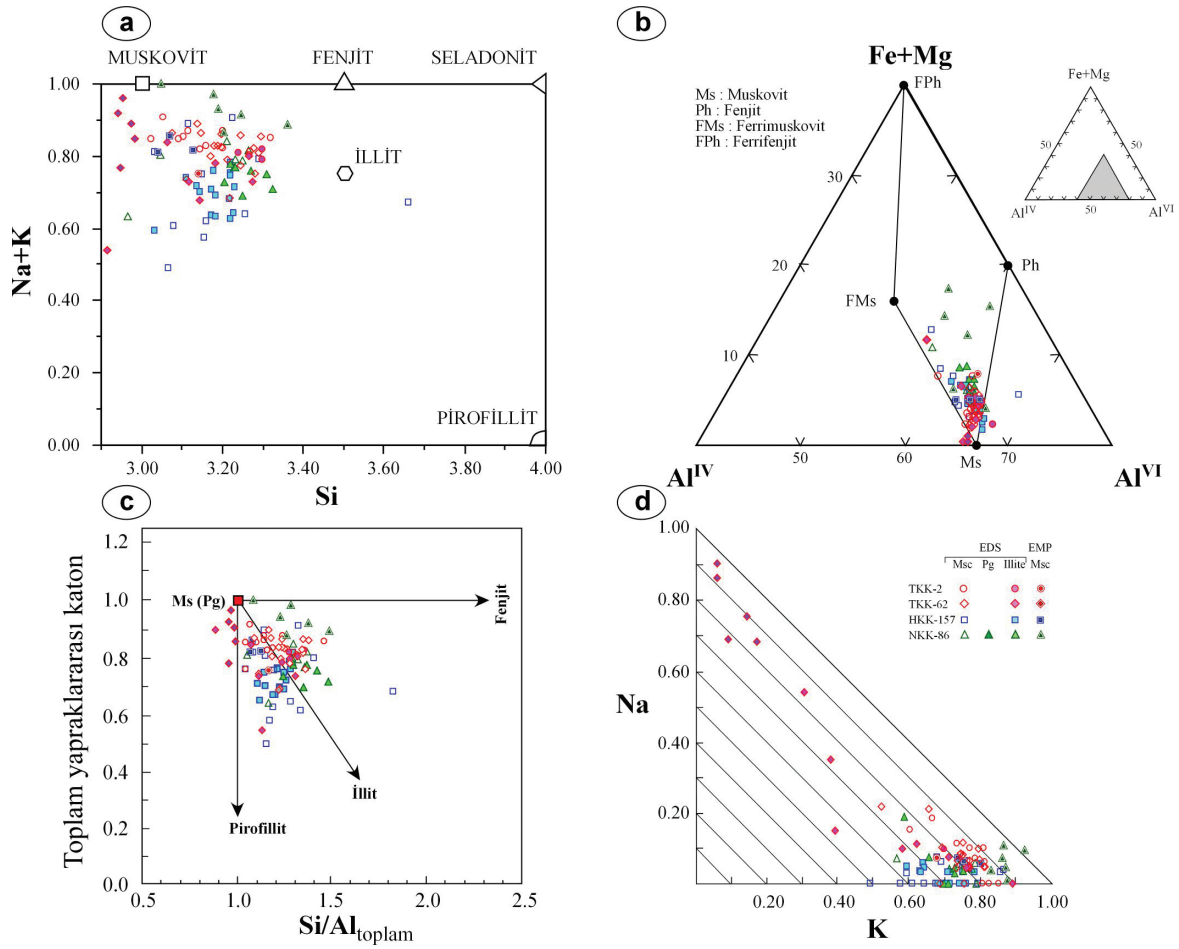 a
MUSKOVİT FENJİT SELADONİT
1.00
0.80
0.60
0.40
0.20
0.00
İLLİT
PİROFİLLİT
3.00 3.20 3.40 3.60 3.80 4.00
Na+K
Si
b
Fe+Mg
FPh
Ms : Muskovit
Ph : Fenjit
FMs : Ferrimuskovit
FPh : Ferrifenjit
Fe+Mg
50 50
Al^IV 50 Al^VI
30
20
10
Ph
FMs
50 60 70
Ms
Al^IV Al^VI
c
1.2
1.0
0.8
0.6
0.4
0.2
0.0
Toplam yapraklararası katon
Ms (Pg)
Fenjit
İllit
Pirofillit
0.5 1.0 1.5 2.0 2.5
Si/Al_toplam
d
1.00
0.80
0.60
0.40
0.20
Na
EDS EMP
Msc Pg Illite Msc
TKK-2
TKK-62
HKK-157
NKK-86
0.20 0.40 0.60 0.80 1.00
K